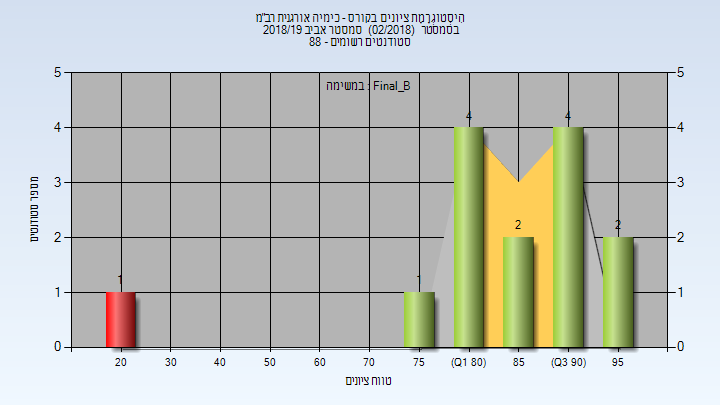 היסטוגרמת ציונים בקורס - כימיה אורגנית רב"מ
בסמסטר (02/2018) סמסטר אביב 2018/19
סטודנטים רשומים - 88
במשימה : Final_B
5 5
4 4 4 4
3 3
מספר סטודנטים
2 2 2 2
1 1 1 1
0 0
20 30 40 60 70 75 (Q1 80) 85 (Q3 90) 95
טווח ציונים